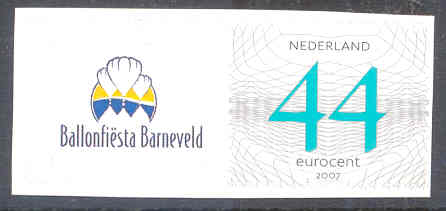 Ballonfiësta Barneveld
NEDERLAND
44
eurocent
2007